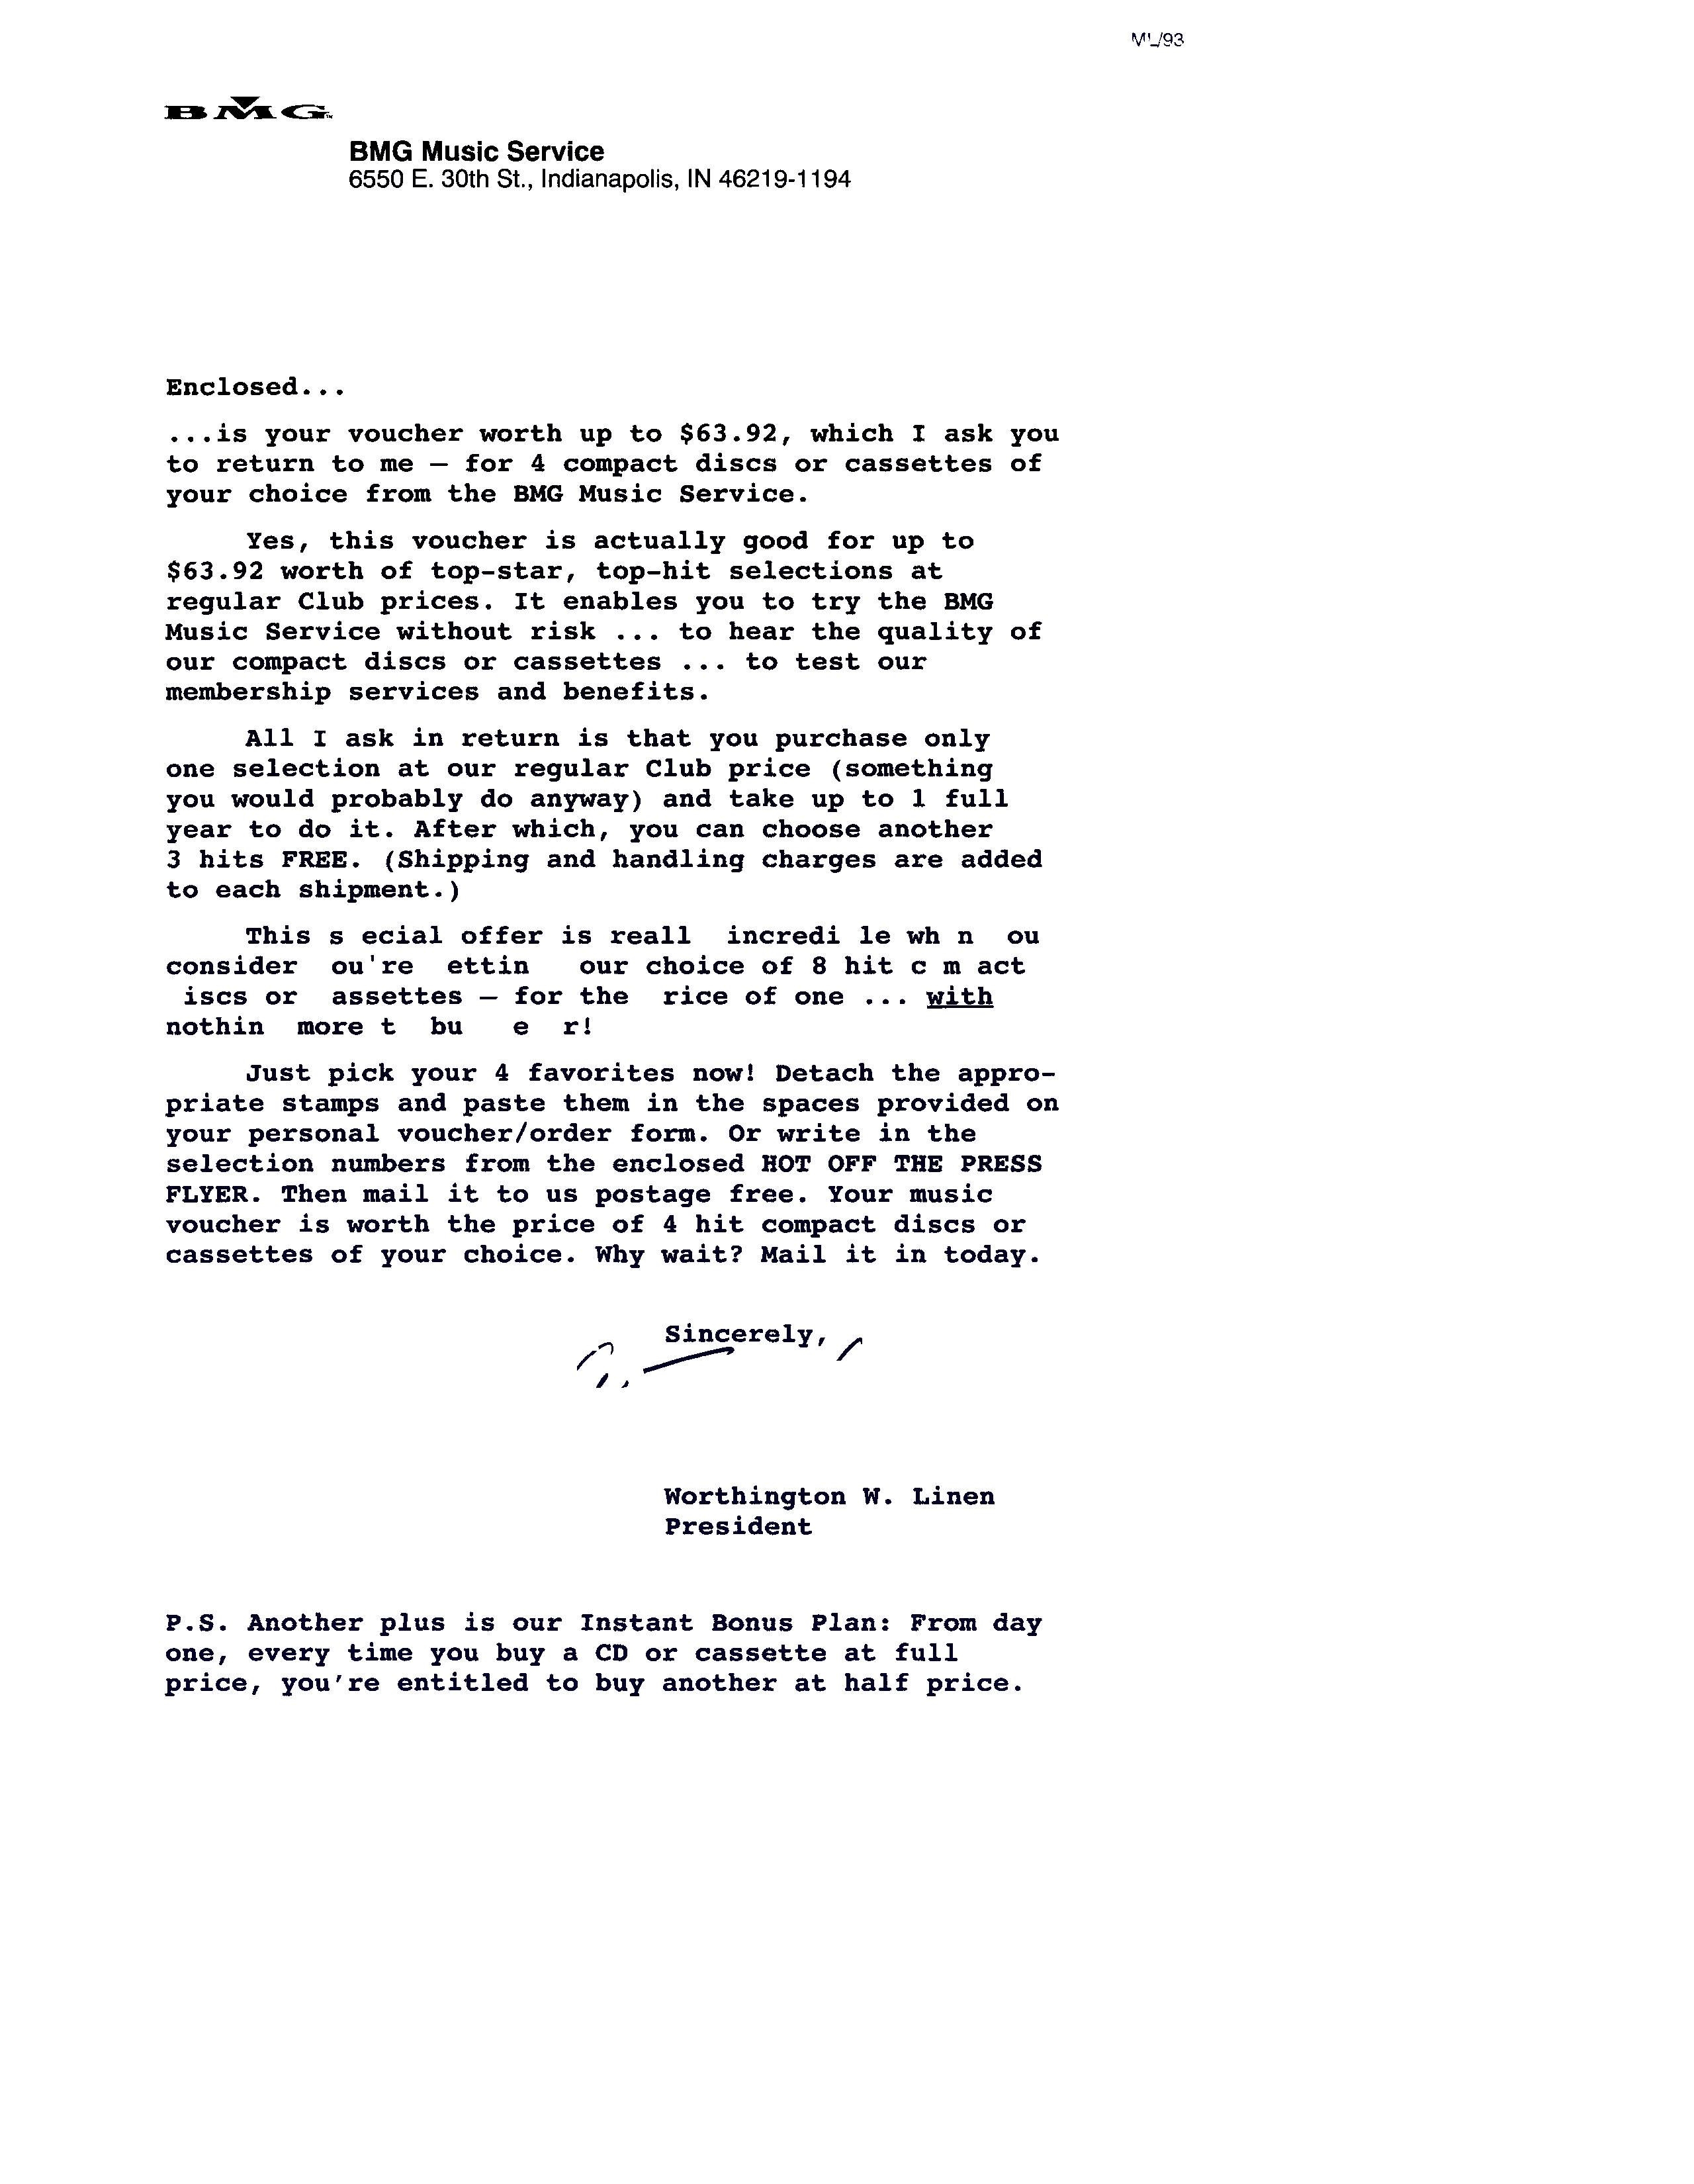 BMG
BMG Music Service
6550 E. 30th St., Indianapolis, IN 46219-1194
Enclosed...
...is your voucher worth up to $63.92, which I ask you
to return to me — for 4 compact discs or cassettes of
your choice from the BMG Music Service.
Yes, this voucher is actually good for up to
$63.92 worth of top-star, top-hit selections at
regular Club prices. It enables you to try the BMG
Music Service without risk ... to hear the quality of
our compact discs or cassettes ... to test our
membership services and benefits.
All I ask in return is that you purchase only
one selection at our regular Club price (something
you would probably do anyway) and take up to 1 full
year to do it. After which, you can choose another
3 hits FREE. (Shipping and handling charges are added
to each shipment.)
This s ecial offer is reall incredi le wh n ou
consider ou're ettin our choice of 8 hit c m act
iscs or assettes — for the rice of one ... with
nothin more t bu e r!
Just pick your 4 favorites now! Detach the appro-
priate stamps and paste them in the spaces provided on
your personal voucher/order form. Or write in the
selection numbers from the enclosed HOT OFF THE PRESS
FLYER. Then mail it to us postage free. Your music
voucher is worth the price of 4 hit compact discs or
cassettes of your choice. Why wait? Mail it in today.
Sincerely,
Worthington W. Linen
President
P.S. Another plus is our Instant Bonus Plan: From day
one, every time you buy a CD or cassette at full
price, you're entitled to buy another at half price.